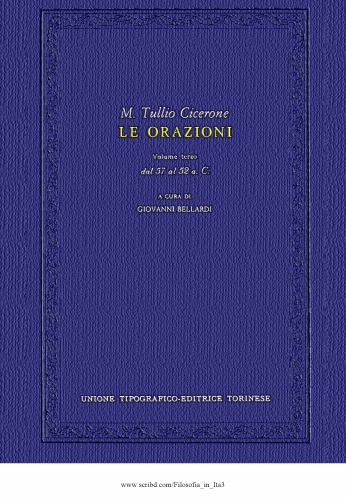 M. Tullio Cicerone
LE ORAZIONI
Volume terzo
dal 57 al 52 a. C.
A CURA DI
GIOVANNI BELLARDI
UNIONE TIPOGRAFICO-EDITRICE TORINESE
www.scribd.com/Filosofia_in_Ita3